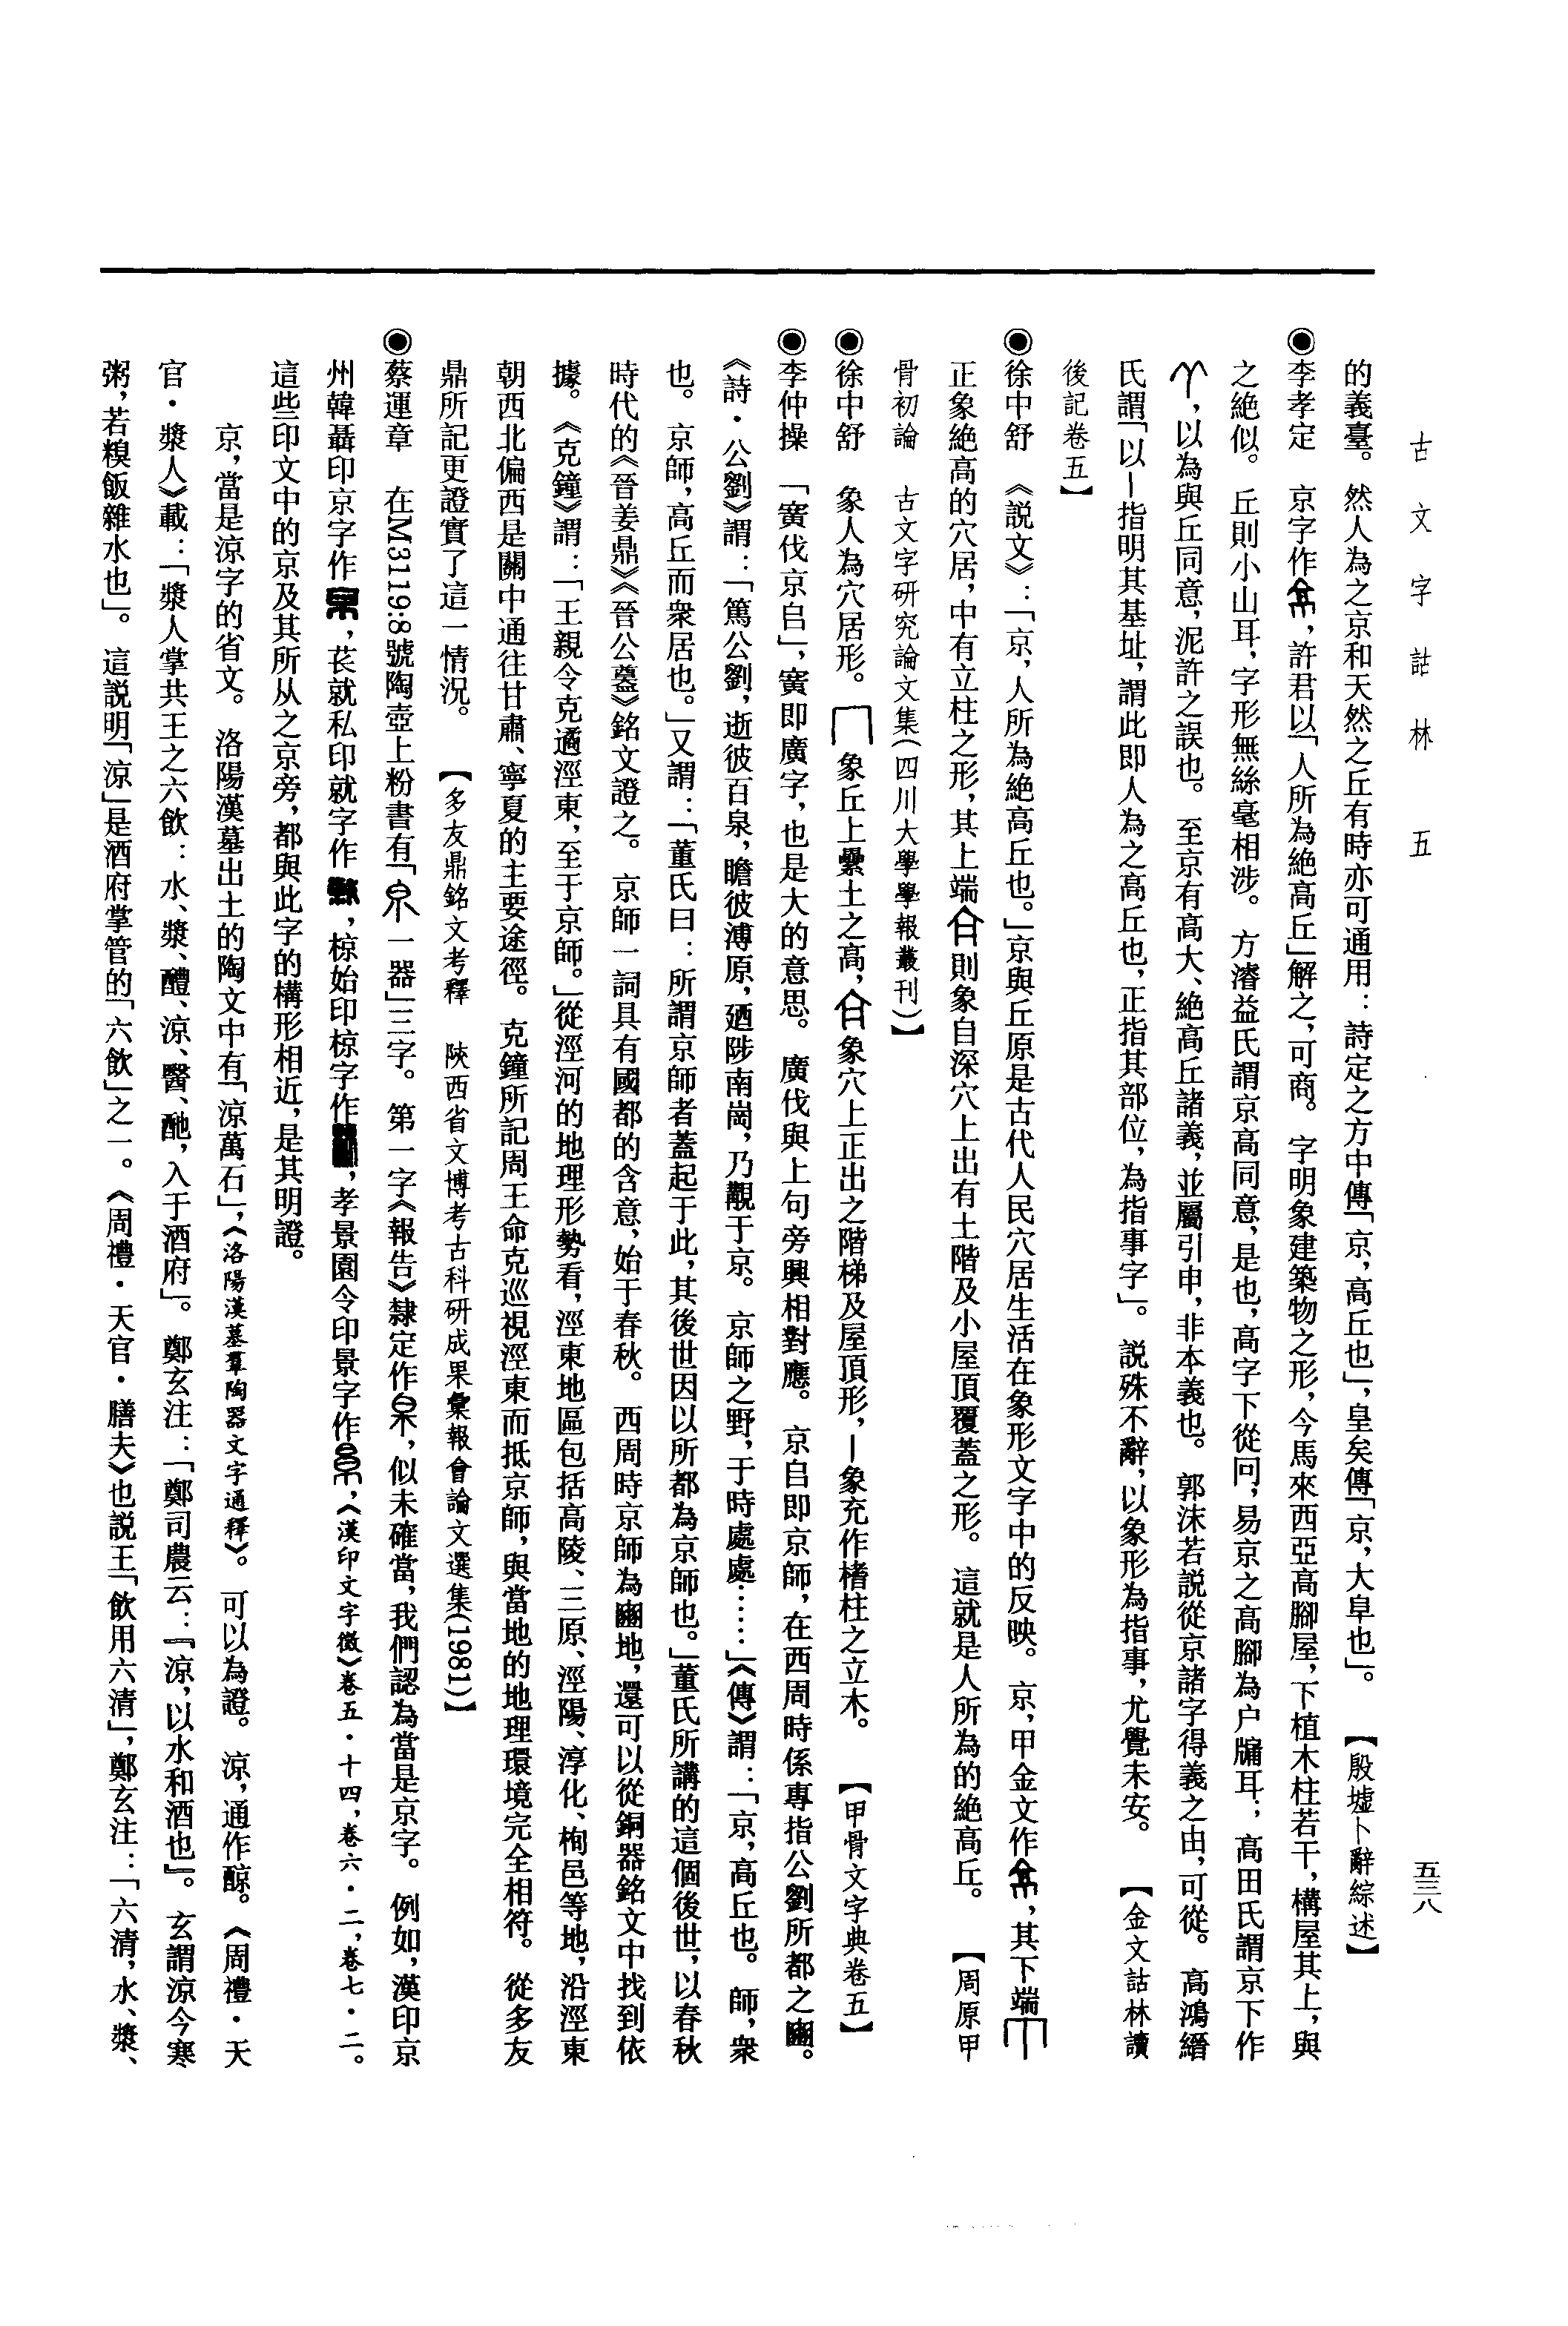 古文字詁林 五
五三八
的義臺。然人為之京和天然之丘有時亦可通用：詩定之方中傳「京，高丘也」，皇矣傳「京，大阜也」。【殷墟卜辭綜述】
◉李孝定 京字作，許君以「人所為絕高丘」解之，可商。字明象建築物之形，今馬來西亞高腳屋，下植木柱若干，構屋其上，與
之絕似。丘則小山耳，字形無絲毫相涉。方濬益氏謂京高同意，是也，高字下從冋，易京之高腳為户牖耳；高田氏謂京下作
，以為與丘同意，泥許之誤也。至京有高大、絕高丘諸義，並屬引申，非本義也。郭沫若説從京諸字得義之由，可從。高鴻縉
氏謂「以丨指明其基址，謂此即人為之高丘也，正指其部位，為指事字」。説殊不辭，以象形為指事，尤覺未安。【金文詁林讀
後記卷五】
◉徐中舒 《説文》：「京，人所為絕高丘也。」京與丘原是古代人民穴居生活在象形文字中的反映。京，甲金文作，其下端
正象絕高的穴居，中有立柱之形，其上端則象自深穴上出有土階及小屋頂覆蓋之形。這就是人所為的絕高丘。【周原甲
骨初論 古文字研究論文集（四川大學學報叢刊）】
◉徐中舒 象人為穴居形。冂象丘上纍土之高，象穴上正出之階梯及屋頂形，丨象充作楮柱之立木。【甲骨文字典卷五】
◉李仲操 「寊伐京𠂤」，寊即廣字，也是大的意思。廣伐與上句旁興相對應。京𠂤即京師，在西周時係專指公劉所都之豳。
《詩·公劉》謂：「篤公劉，逝彼百泉，瞻彼溥原，廼陟南崗，乃觀于京。京師之野，于時處處……」《傳》謂：「京，高丘也。師，衆
也。京師，高丘而衆居也。」又謂：「董氏曰：所謂京師者蓋起于此，其後世因以所都為京師也。」董氏所講的這個後世，以春秋
時代的《晉姜鼎》《晉公䥗》銘文證之。京師一詞具有國都的含意，始于春秋。西周時京師為豳地，還可以從銅器銘文中找到依
據。《克鐘》謂：「王親令克遹涇東，至于京師。」從涇河的地理形勢看，涇東地區包括高陵、三原、涇陽、淳化、栒邑等地，沿涇東
朝西北偏西是關中通往甘肅、寧夏的主要途徑。克鐘所記周王命克巡視涇東而抵京師，與當地的地理環境完全相符。從多友
鼎所記更證實了這一情況。【多友鼎銘文考釋 陝西省文博考古科研成果彙報會論文選集（1981）】
◉蔡運章 在M3119:8號陶壺上粉書有「一器」三字。第一字《報告》隸定作，似未確當，我們認為當是京字。例如，漢印京
州韓聶印京字作，萇就私印就字作，椋始印椋字作，孝景園令印景字作，《漢印文字徵》卷五·十四，卷六·二，卷七·二。
這些印文中的京及其所从之京旁，都與此字的構形相近，是其明證。
京，當是涼字的省文。洛陽漢墓出土的陶文中有「涼萬石」，《洛陽漢墓羣陶器文字通釋》。可以為證。涼，通作醇。《周禮·天
官·漿人》載：「漿人掌共王之六飲：水、漿、醴、涼、醫、酏，入于酒府」。鄭玄注：「鄭司農云：『涼，以水和酒也』。玄謂涼今寒
粥，若糗飯雜水也」。這説明「涼」是酒府掌管的「六飲」之一。《周禮·天官·膳夫》也説王「飲用六清」，鄭玄注：「六清，水、漿、